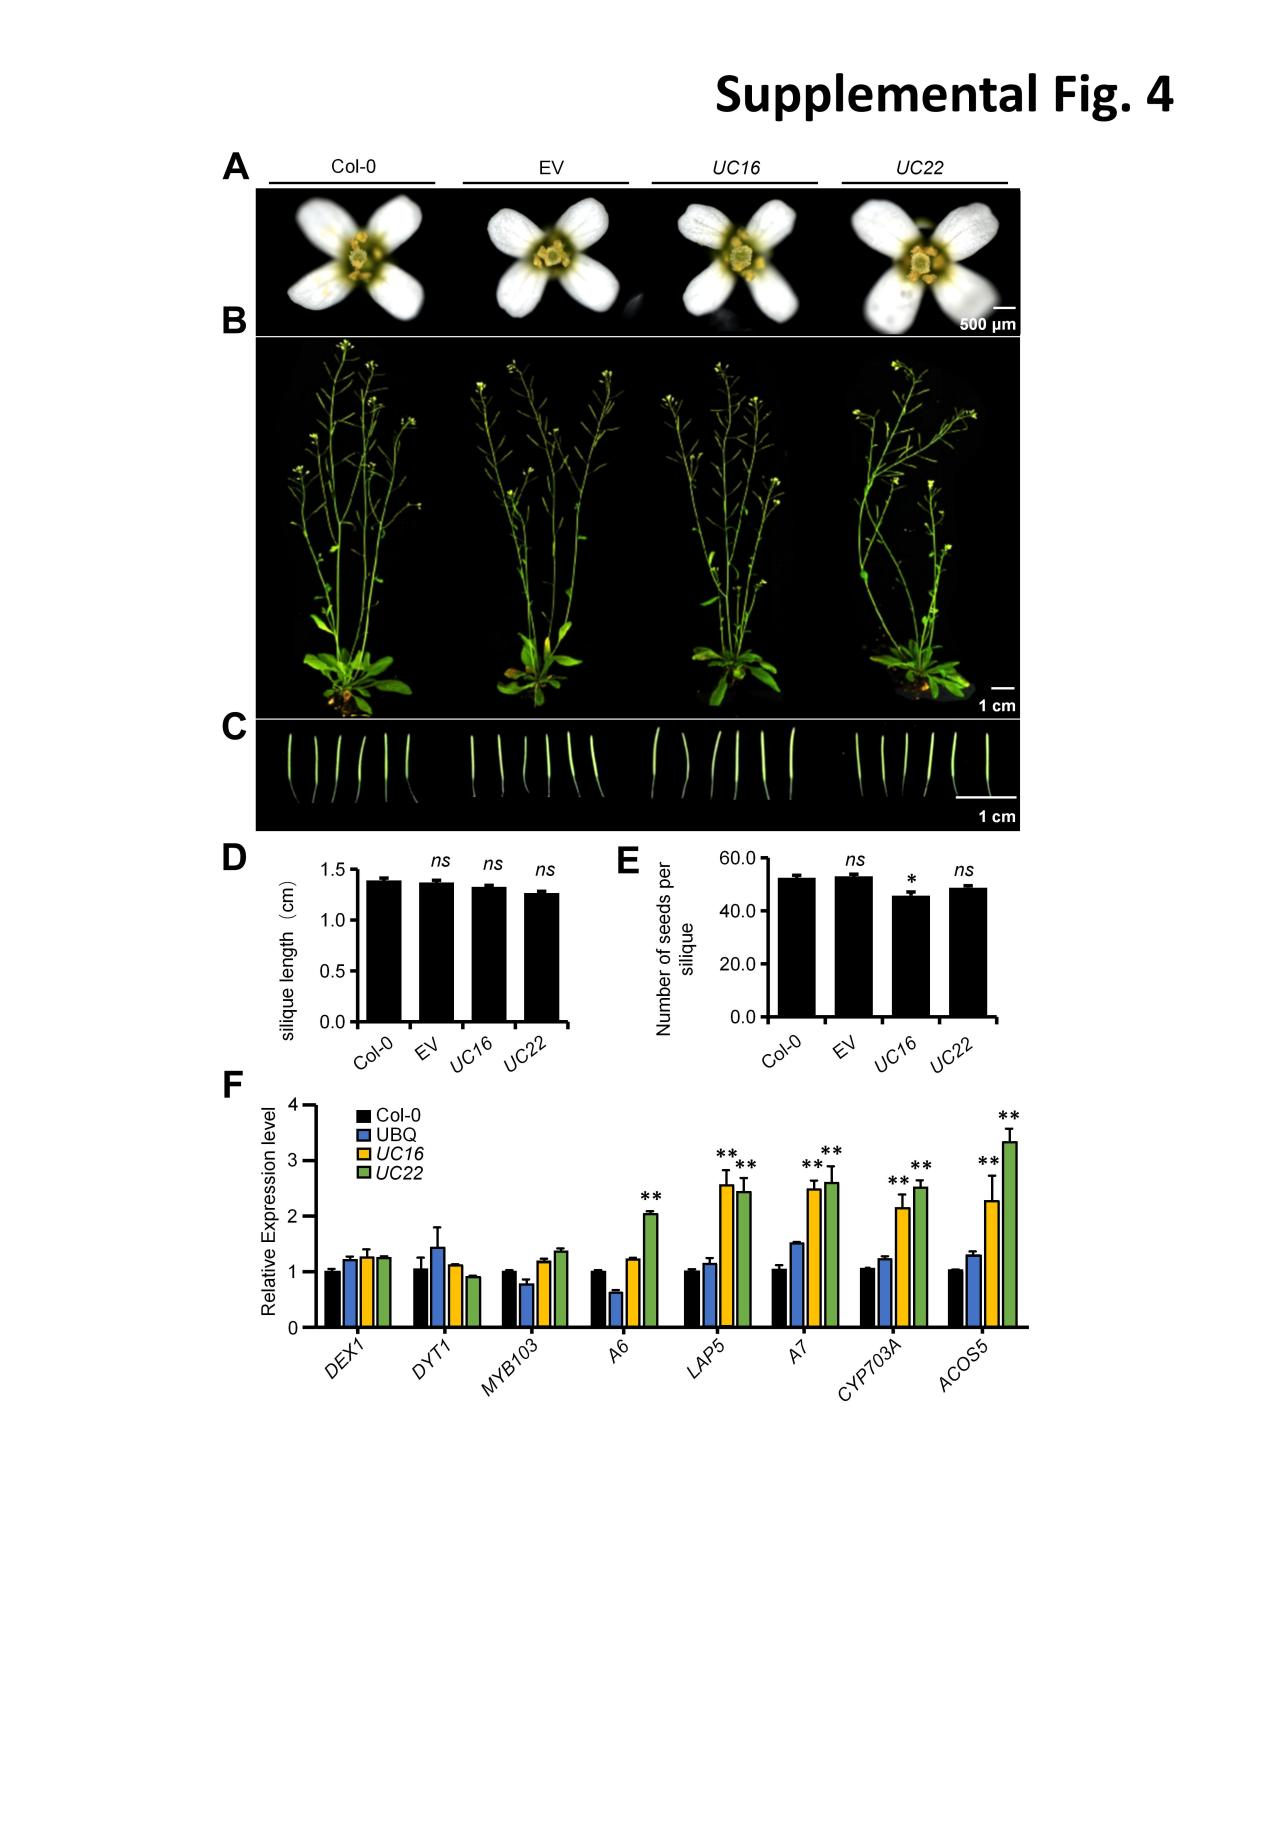 Supplemental Fig. 4
A
Col-0
EV
UC16
UC22
500 µm
B
1 cm
C
1 cm
D
silique length (cm)
1.5
1.0
0.5
0.0
ns
ns
ns
Col-0
EV
UC16
UC22
E
Number of seeds per
silique
60.0
40.0
20.0
0.0
ns
*
ns
Col-0
EV
UC16
UC22
F
Relative Expression level
4
3
2
1
0
Col-0
UBQ
UC16
UC22
**
**
**
**
**
**
**
**
**
DEX1
DYT1
MYB103
A6
LAP5
A7
CYP703A
ACOS5